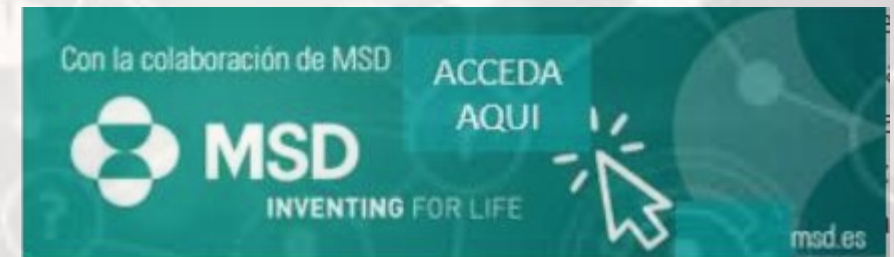 Con la colaboración de MSD
ACCEDA
AQUI
MSD
INVENTING FOR LIFE
msd.es